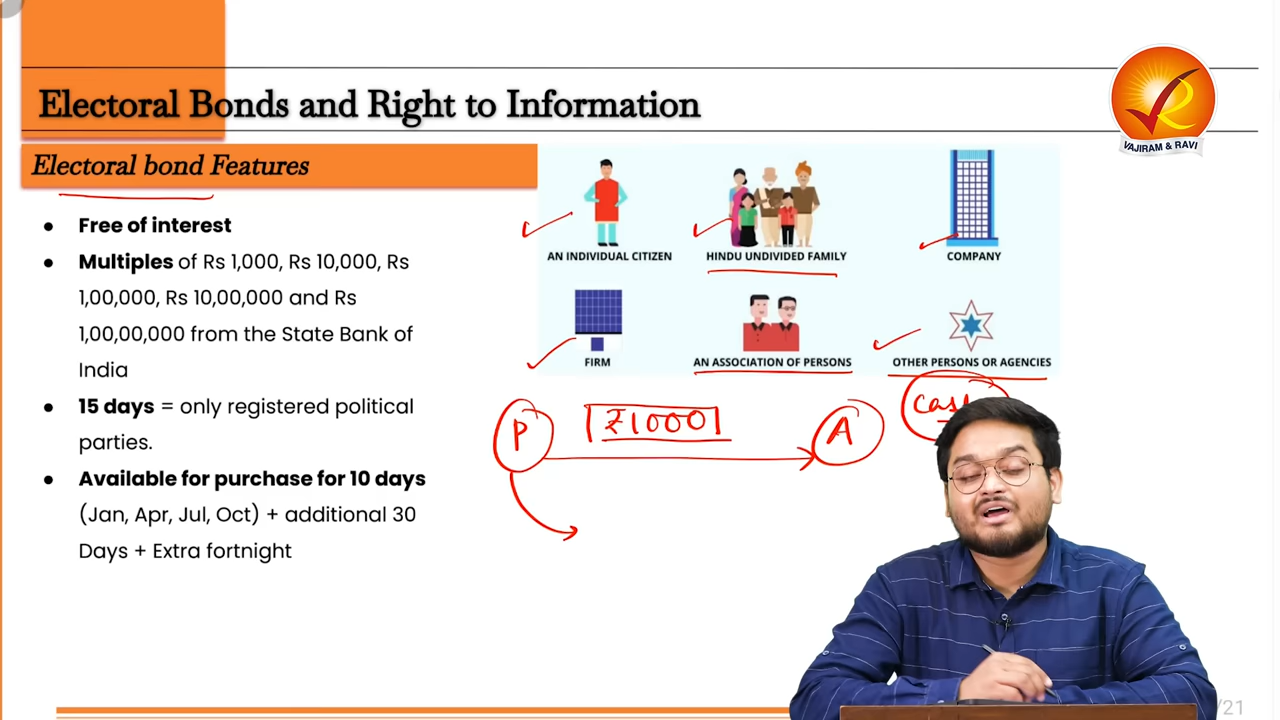 Electoral Bonds and Right to Information
VAJIRAM & RAVI
Electoral bond Features
● Free of interest
● Multiples of Rs 1,000, Rs 10,000, Rs
1,00,000, Rs 10,00,000 and Rs
1,00,00,000 from the State Bank of
India
● 15 days = only registered political
parties.
● Available for purchase for 10 days
(Jan, Apr, Jul, Oct) + additional 30
Days + Extra fortnight
AN INDIVIDUAL CITIZEN
HINDU UNDIVIDED FAMILY
COMPANY
FIRM
AN ASSOCIATION OF PERSONS
OTHER PERSONS OR AGENCIES
P
₹1000
A
/21